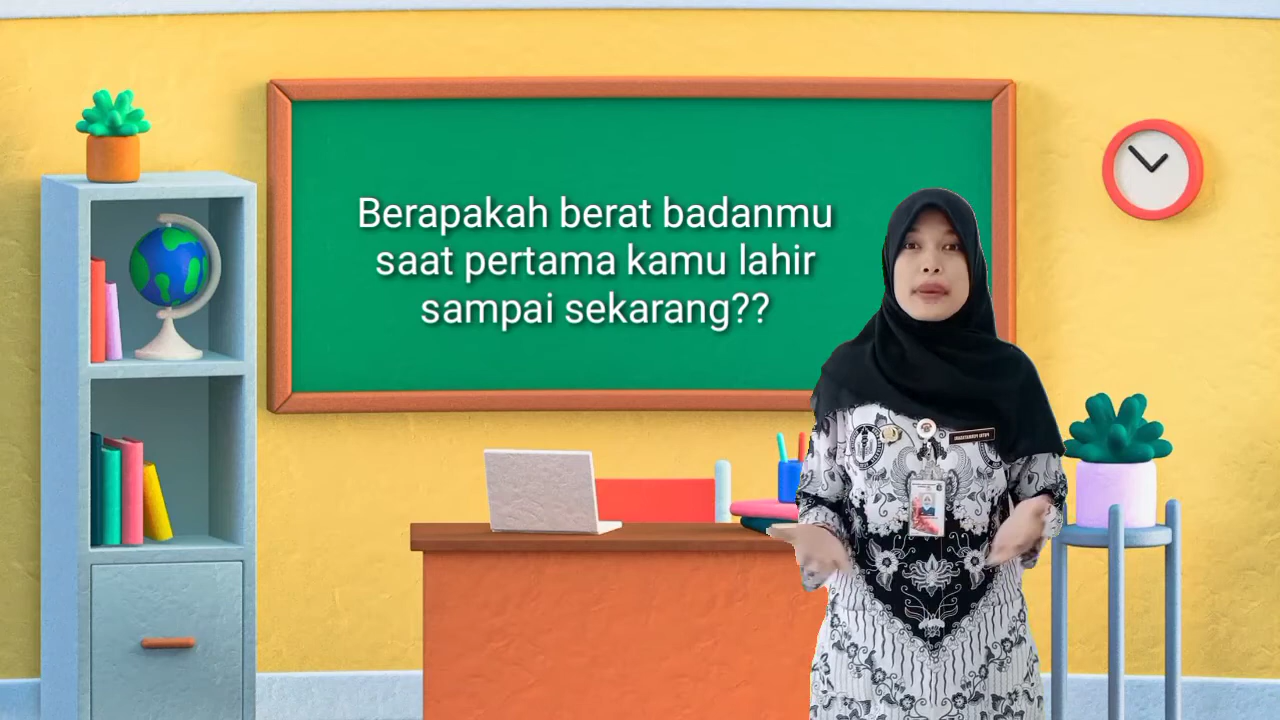 Berapakah berat badanmu
saat pertama kamu lahir
sampai sekarang??